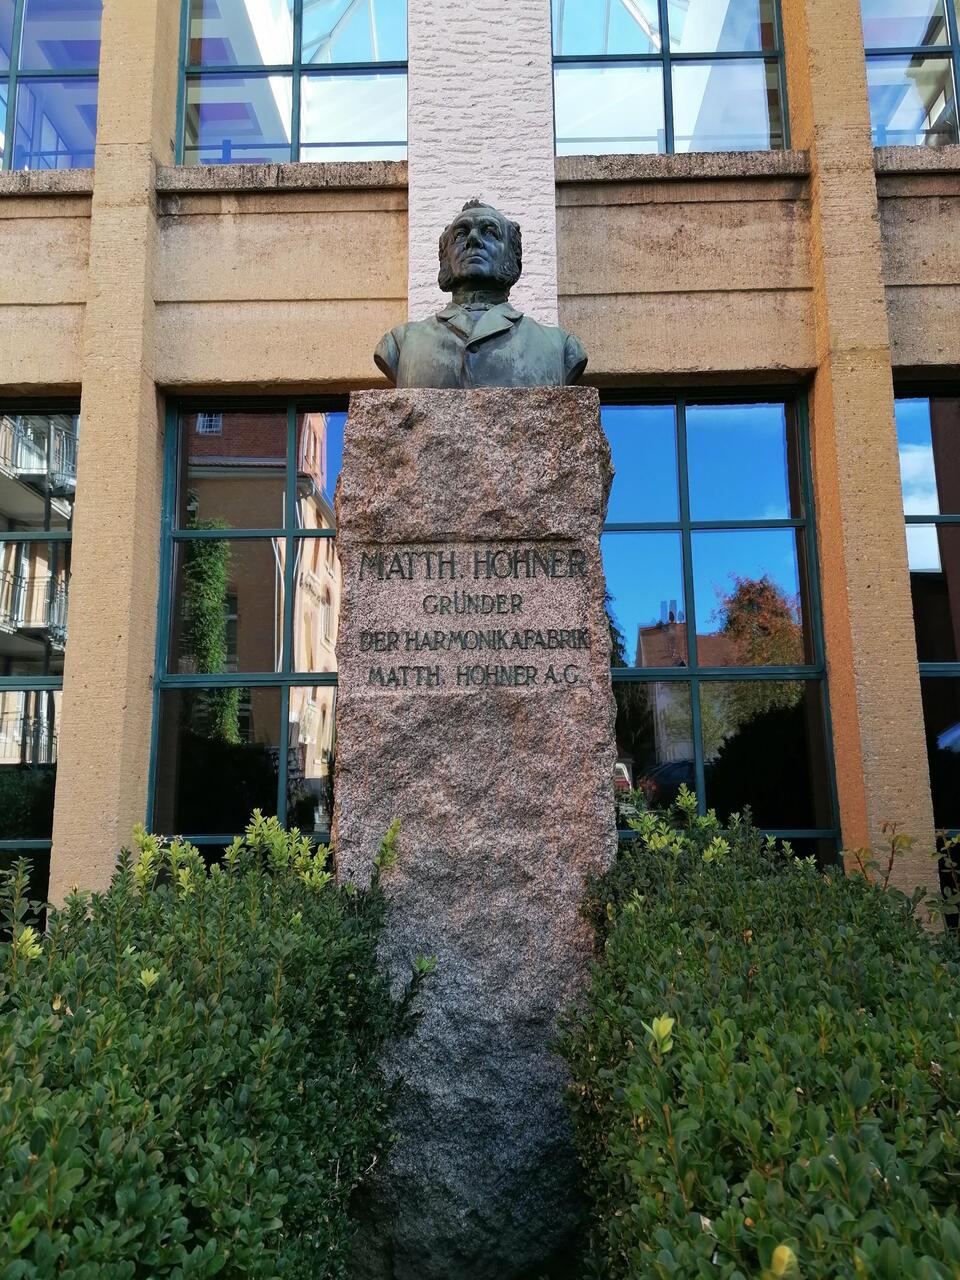 MATTH. HOHNER
GRÜNDER
DER HARMONIKAFABRIK
MATTH. HOHNER A.G.